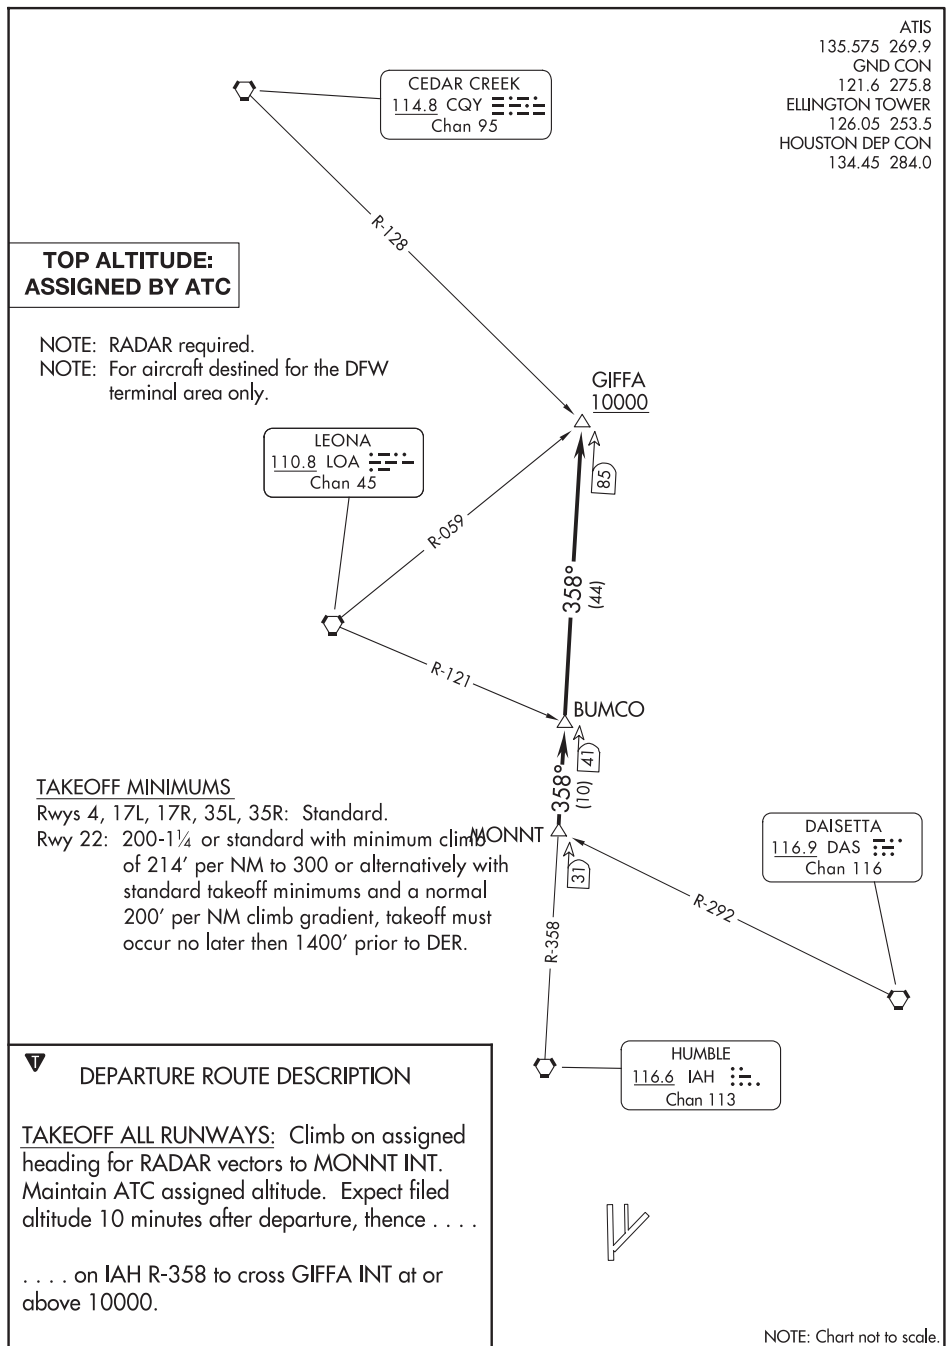 ATIS
135.575 269.9
GND CON
121.6 275.8
ELLINGTON TOWER
126.05 253.5
HOUSTON DEP CON
134.45 284.0
CEDAR CREEK
114.8 CQY
Chan 95
R-128
TOP ALTITUDE:
ASSIGNED BY ATC
NOTE: RADAR required.
NOTE: For aircraft destined for the DFW
terminal area only.
GIFFA
10000
LEONA
110.8 LOA
Chan 45
85
R-059
358°
(44)
R-121
BUMCO
41
358°
(10)
TAKEOFF MINIMUMS
Rwys 4, 17L, 17R, 35L, 35R: Standard.
Rwy 22: 200-1¼ or standard with minimum climb
of 214' per NM to 300 or alternatively with
standard takeoff minimums and a normal
200' per NM climb gradient, takeoff must
occur no later then 1400' prior to DER.
MONNT
31
DAISETTA
116.9 DAS
Chan 116
R-292
R-358
HUMBLE
116.6 IAH
Chan 113
T
DEPARTURE ROUTE DESCRIPTION
TAKEOFF ALL RUNWAYS: Climb on assigned
heading for RADAR vectors to MONNT INT.
Maintain ATC assigned altitude. Expect filed
altitude 10 minutes after departure, thence . . . .
. . . . on IAH R-358 to cross GIFFA INT at or
above 10000.
NOTE: Chart not to scale.